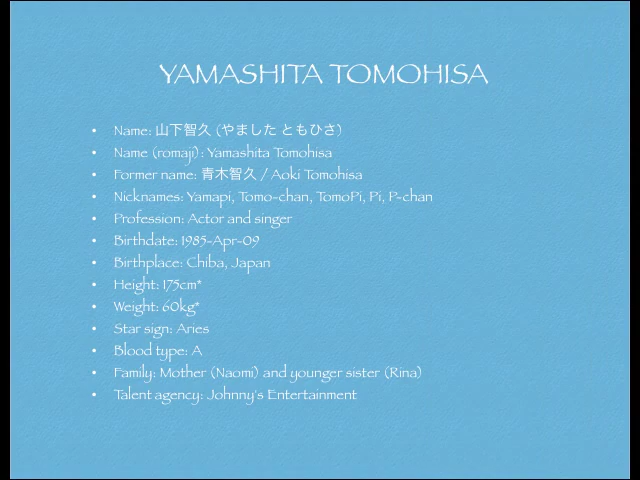 YAMASHITA TOMOHISA
• Name: 山下智久 (やました ともひさ)
• Name (romaji): Yamashita Tomohisa
• Former name: 青木智久 / Aoki Tomohisa
• Nicknames: Yamapi, Tomo-chan, TomoPi, Pi, P-chan
• Profession: Actor and singer
• Birthdate: 1985-Apr-09
• Birthplace: Chiba, Japan
• Height: 175cm*
• Weight: 60kg*
• Star sign: Aries
• Blood type: A
• Family: Mother (Naomi) and younger sister (Rina)
• Talent agency: Johnny's Entertainment